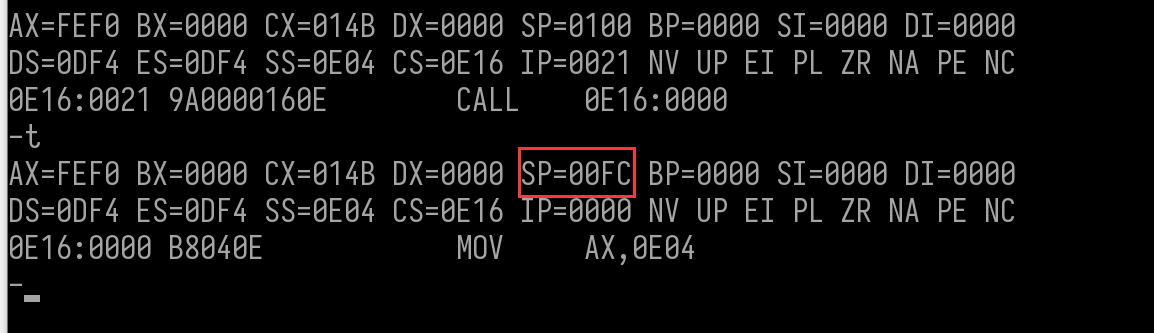 AX=FEF0 BX=0000 CX=014B DX=0000 SP=0100 BP=0000 SI=0000 DI=0000
DS=0DF4 ES=0DF4 SS=0E04 CS=0E16 IP=0021 NV UP EI PL ZR NA PE NC
0E16:0021 9A0000160E CALL 0E16:0000
-t
AX=FEF0 BX=0000 CX=014B DX=0000 SP=00FC BP=0000 SI=0000 DI=0000
DS=0DF4 ES=0DF4 SS=0E04 CS=0E16 IP=0000 NV UP EI PL ZR NA PE NC
0E16:0000 B8040E MOV AX,0E04
-_